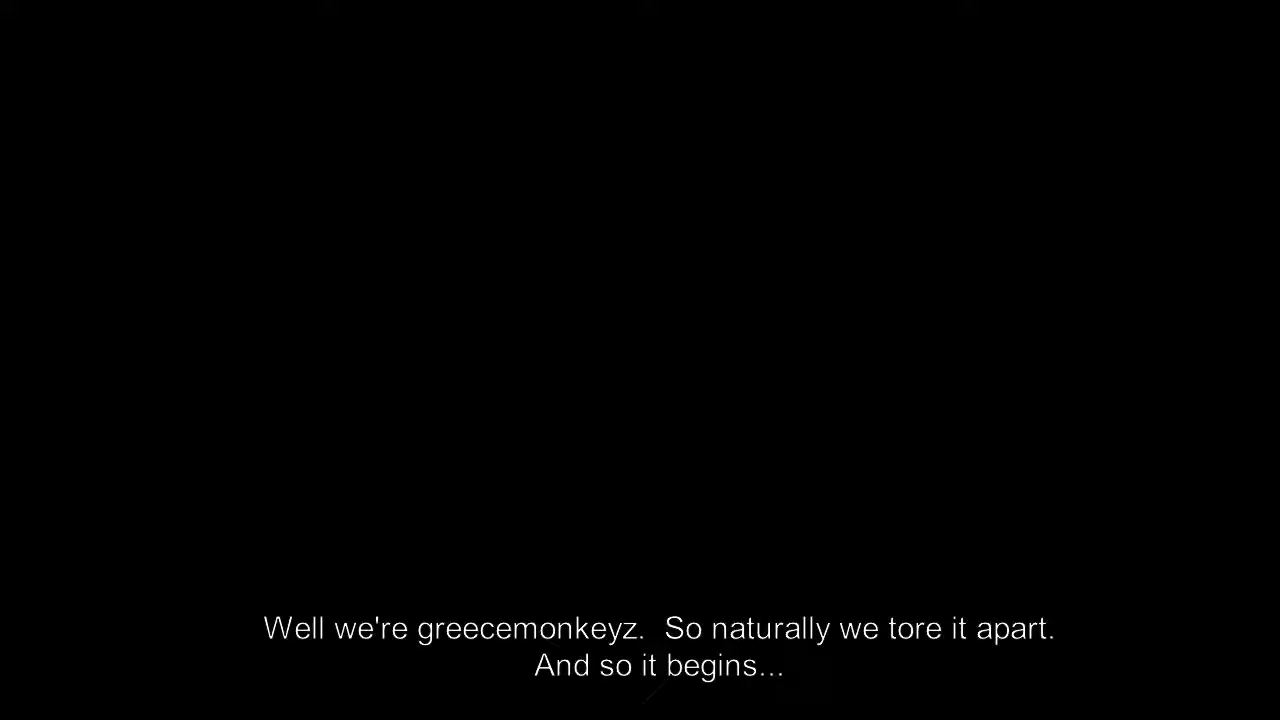 Well we're greecemonkeyz.  So naturally we tore it apart.
And so it begins...